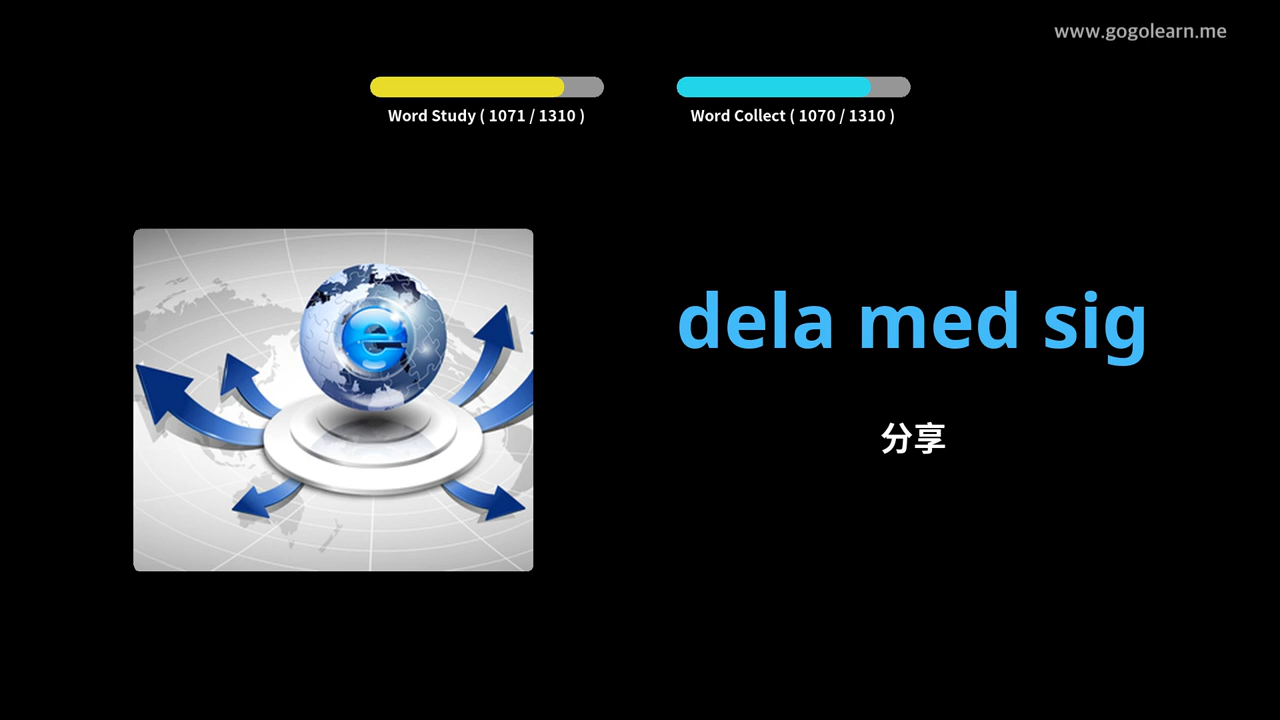 www.gogolearn.me
Word Study ( 1071 / 1310 )
Word Collect ( 1070 / 1310 )
e
dela med sig
分享